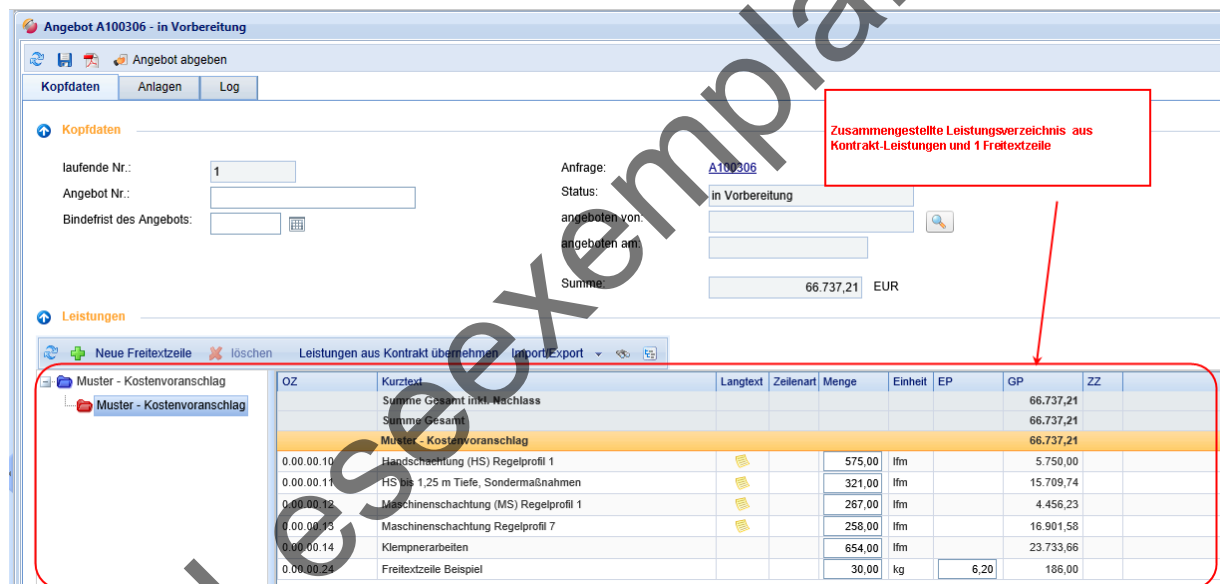 Angebot A100306 - in Vorbereitung
Angebot abgeben
Kopfdaten Anlagen Log
Zusammengestellte Leistungsverzeichnis aus
Kontrakt-Leistungen und 1 Freitextzeile
Kopfdaten
laufende Nr.: 1 Anfrage: A100306
Angebot Nr.: Status: in Vorbereitung
Bindefrist des Angebots: angeboten von:
angeboten am:
Summe: 66.737,21 EUR
Leistungen
Neue Freitextzeile löschen Leistungen aus Kontrakt übernehmen Import/Export
Muster - Kostenvoranschlag
Muster - Kostenvoranschlag
OZ Kurztext Langtext Zeilenart Menge Einheit EP GP ZZ
Summe Gesamt inkl. Nachlass 66.737,21
Summe Gesamt 66.737,21
Muster - Kostenvoranschlag 66.737,21
0.00.00.10 Handschachtung (HS) Regelprofil 1 575,00 lfm 5.750,00
0.00.00.11 HS bis 1,25 m Tiefe, Sondermaßnahmen 321,00 lfm 15.709,74
0.00.00.12 Maschinenschachtung (MS) Regelprofil 1 267,00 lfm 4.456,23
0.00.00.13 Maschinenschachtung Regelprofil 7 258,00 lfm 16.901,58
0.00.00.14 Klempnerarbeiten 654,00 lfm 23.733,66
0.00.00.24 Freitextzeile Beispiel 30,00 kg 6,20 186,00
eseexempla